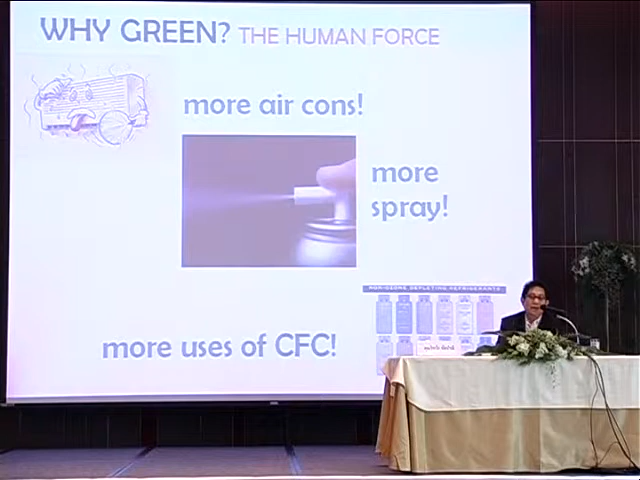 WHY GREEN? THE HUMAN FORCE
more air cons!
more
spray!
NON-OZONE DEPLETING REFRIGERANTS
more uses of CFC!